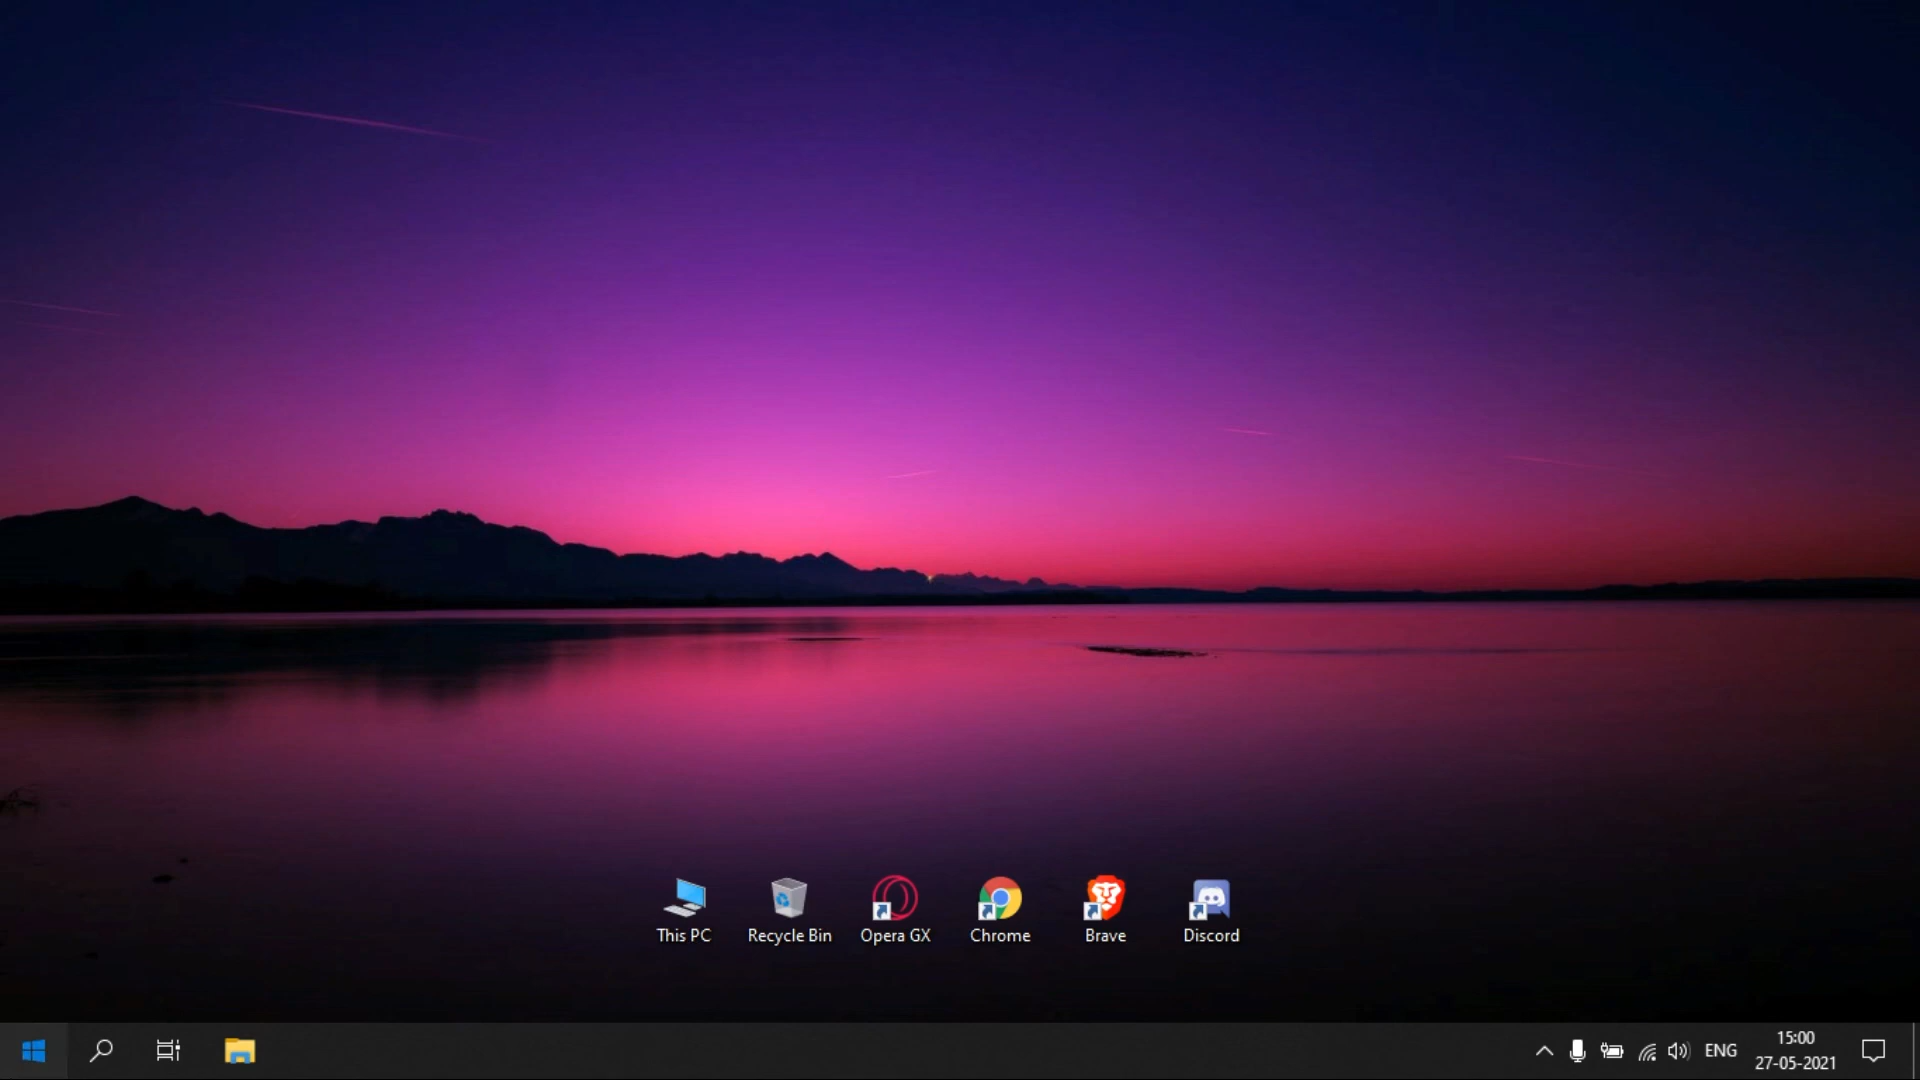 This PC
Recycle Bin
Opera GX
Chrome
Brave
Discord
ENG
15:00
27-05-2021